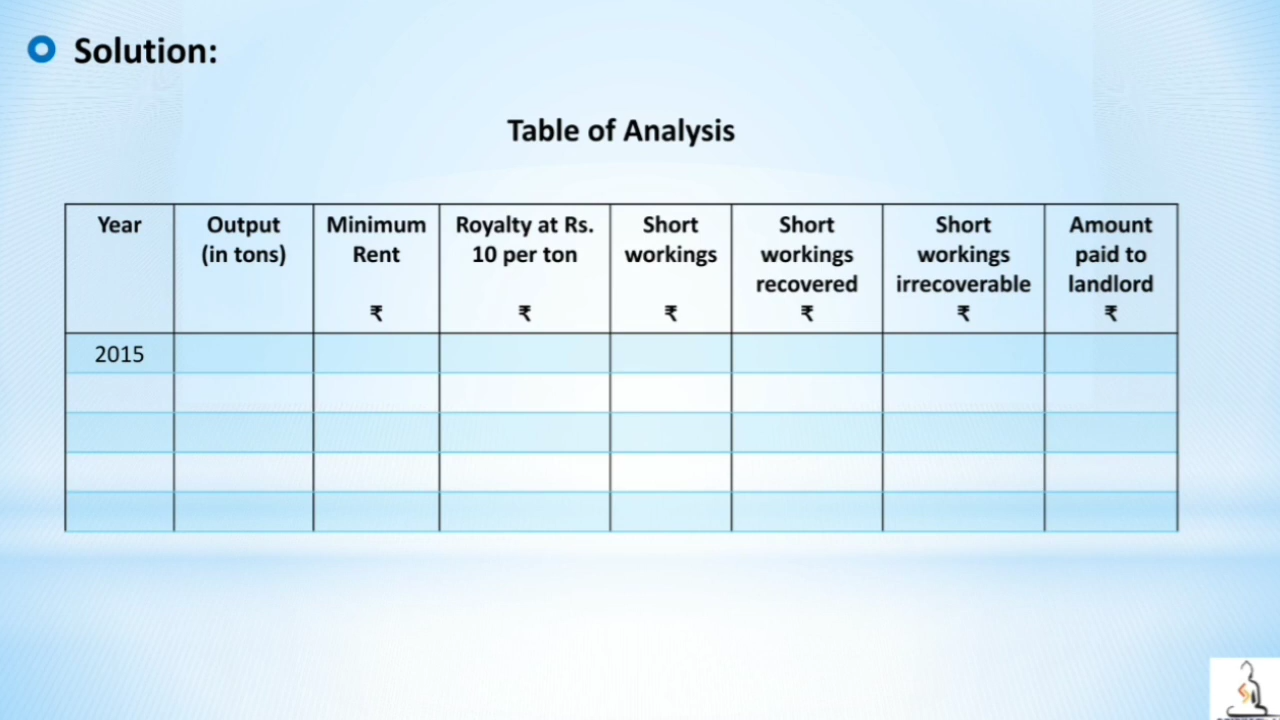 Solution:
Table of Analysis
Year
Output
(in tons)
Minimum
Rent
₹
Royalty at Rs.
10 per ton
₹
Short
workings
₹
Short
workings
recovered
₹
Short
workings
irrecoverable
₹
Amount
paid to
landlord
₹
2015